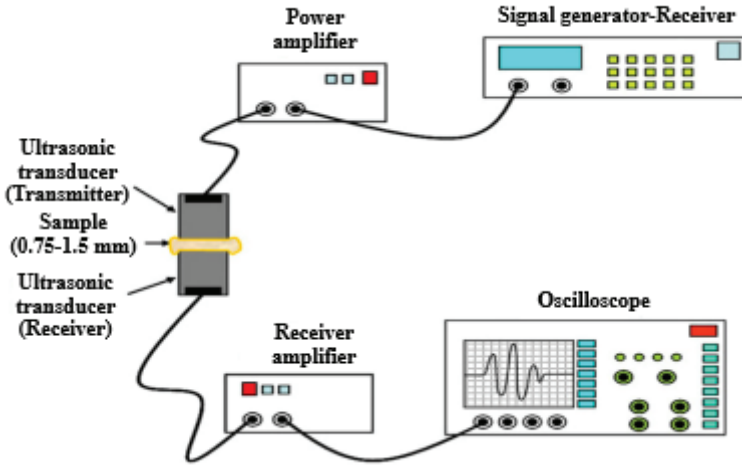 Power
amplifier
Signal generator-Receiver
Ultrasonic
transducer
(Transmitter)
Sample
(0.75-1.5 mm)
Ultrasonic
transducer
(Receiver)
Receiver
amplifier
Oscilloscope